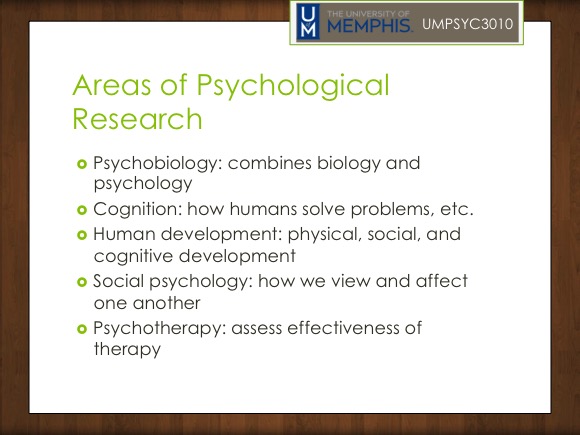 UM
THE UNIVERSITY OF
MEMPHIS.
UMPSYC3010
Areas of Psychological
Research
Psychobiology: combines biology and
psychology
Cognition: how humans solve problems, etc.
Human development: physical, social, and
cognitive development
Social psychology: how we view and affect
one another
Psychotherapy: assess effectiveness of
therapy